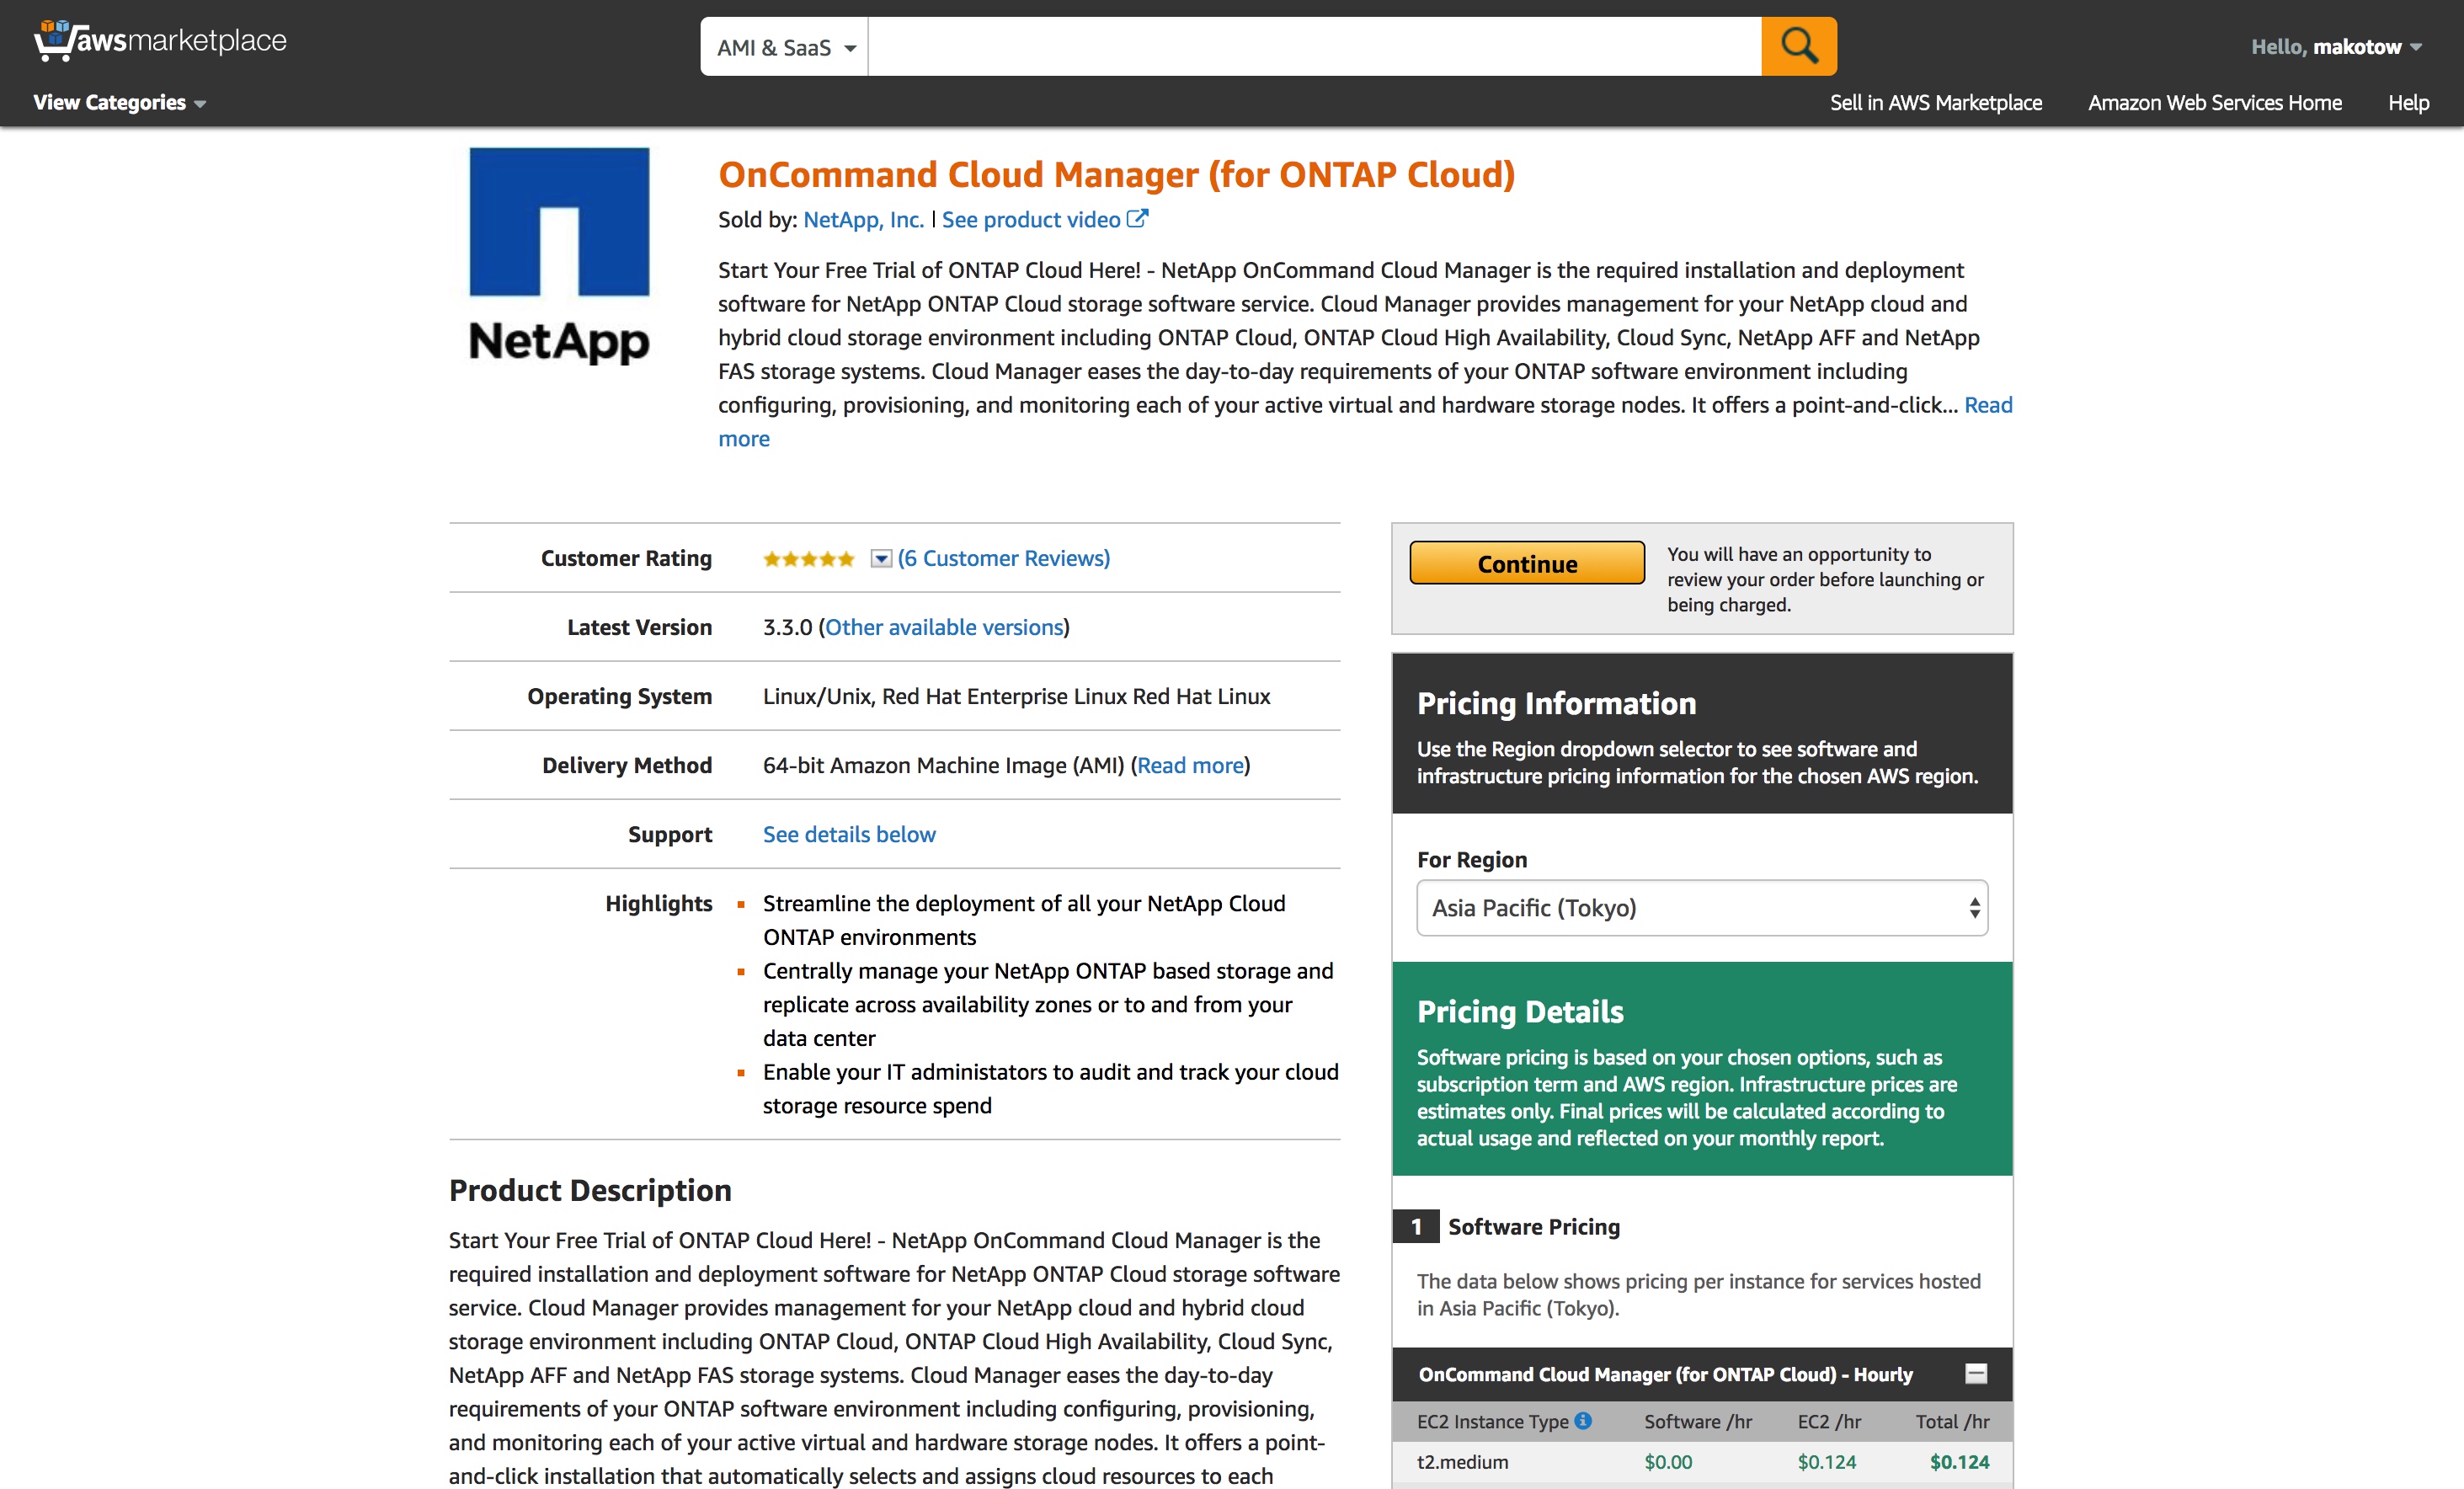 awsmarketplace
AMI & SaaS
Hello, makotow
View Categories
Sell in AWS Marketplace
Amazon Web Services Home
Help
NetApp
OnCommand Cloud Manager (for ONTAP Cloud)
Sold by: NetApp, Inc. | See product video
Start Your Free Trial of ONTAP Cloud Here! - NetApp OnCommand Cloud Manager is the required installation and deployment
software for NetApp ONTAP Cloud storage software service. Cloud Manager provides management for your NetApp cloud and
hybrid cloud storage environment including ONTAP Cloud, ONTAP Cloud High Availability, Cloud Sync, NetApp AFF and NetApp
FAS storage systems. Cloud Manager eases the day-to-day requirements of your ONTAP software environment including
configuring, provisioning, and monitoring each of your active virtual and hardware storage nodes. It offers a point-and-click... Read
more
Customer Rating
(6 Customer Reviews)
Latest Version
3.3.0 (Other available versions)
Operating System
Linux/Unix, Red Hat Enterprise Linux Red Hat Linux
Delivery Method
64-bit Amazon Machine Image (AMI) (Read more)
Support
See details below
Highlights
Streamline the deployment of all your NetApp Cloud
ONTAP environments
Centrally manage your NetApp ONTAP based storage and
replicate across availability zones or to and from your
data center
Enable your IT administators to audit and track your cloud
storage resource spend
Product Description
Start Your Free Trial of ONTAP Cloud Here! - NetApp OnCommand Cloud Manager is the
required installation and deployment software for NetApp ONTAP Cloud storage software
service. Cloud Manager provides management for your NetApp cloud and hybrid cloud
storage environment including ONTAP Cloud, ONTAP Cloud High Availability, Cloud Sync,
NetApp AFF and NetApp FAS storage systems. Cloud Manager eases the day-to-day
requirements of your ONTAP software environment including configuring, provisioning,
and monitoring each of your active virtual and hardware storage nodes. It offers a point-
and-click installation that automatically selects and assigns cloud resources to each
Continue
You will have an opportunity to
review your order before launching or
being charged.
Pricing Information
Use the Region dropdown selector to see software and
infrastructure pricing information for the chosen AWS region.
For Region
Asia Pacific (Tokyo)
Pricing Details
Software pricing is based on your chosen options, such as
subscription term and AWS region. Infrastructure prices are
estimates only. Final prices will be calculated according to
actual usage and reflected on your monthly report.
1 Software Pricing
The data below shows pricing per instance for services hosted
in Asia Pacific (Tokyo).
OnCommand Cloud Manager (for ONTAP Cloud) - Hourly
EC2 Instance Type Software /hr EC2 /hr Total /hr
t2.medium $0.00 $0.124 $0.124